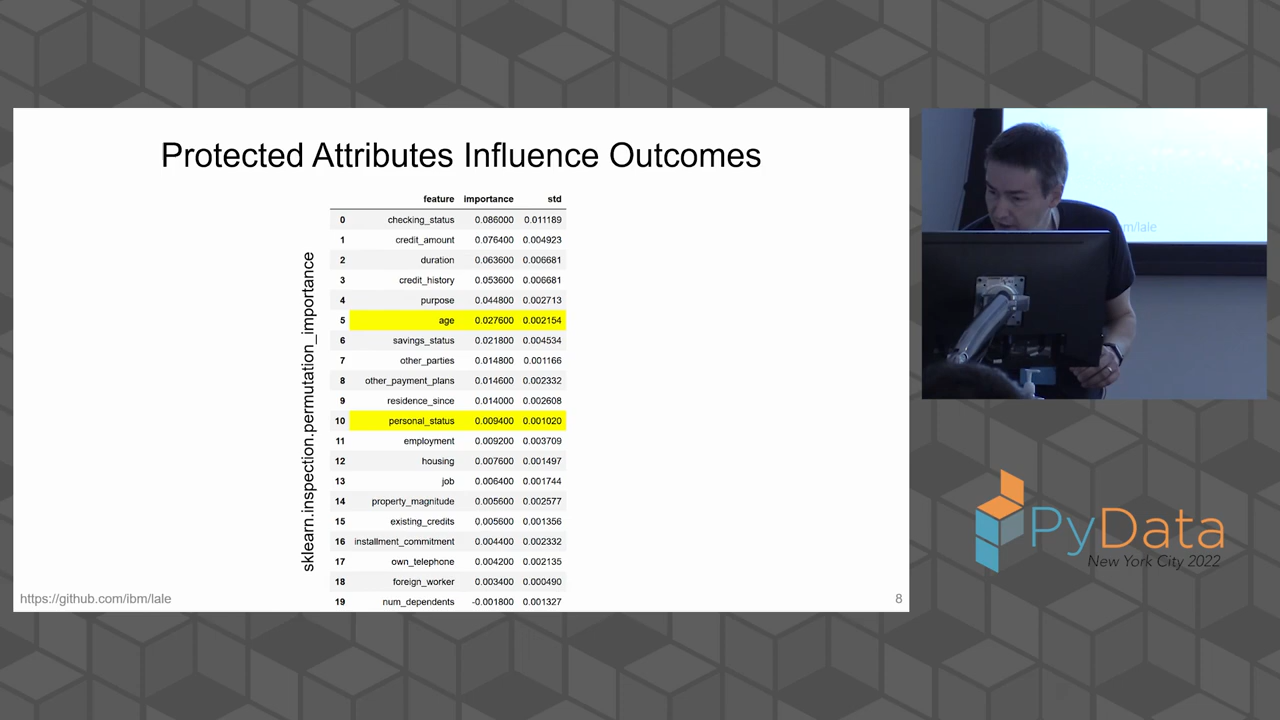 Protected Attributes Influence Outcomes
sklearn.inspection.permutation_importance
feature importance std
0 checking_status 0.086000 0.011189
1 credit_amount 0.076400 0.004923
2 duration 0.063600 0.006681
3 credit_history 0.053600 0.006681
4 purpose 0.044800 0.002713
5 age 0.027600 0.002154
6 savings_status 0.021800 0.004534
7 other_parties 0.014800 0.001166
8 other_payment_plans 0.014600 0.002332
9 residence_since 0.014000 0.002608
10 personal_status 0.009400 0.001020
11 employment 0.009200 0.003709
12 housing 0.007600 0.001497
13 job 0.006400 0.001744
14 property_magnitude 0.005600 0.002577
15 existing_credits 0.005600 0.001356
16 installment_commitment 0.004400 0.002332
17 own_telephone 0.004200 0.002135
18 foreign_worker 0.003400 0.000490
19 num_dependents -0.001800 0.001327
https://github.com/ibm/lale
8
m/lale
PyData
New York City 2022